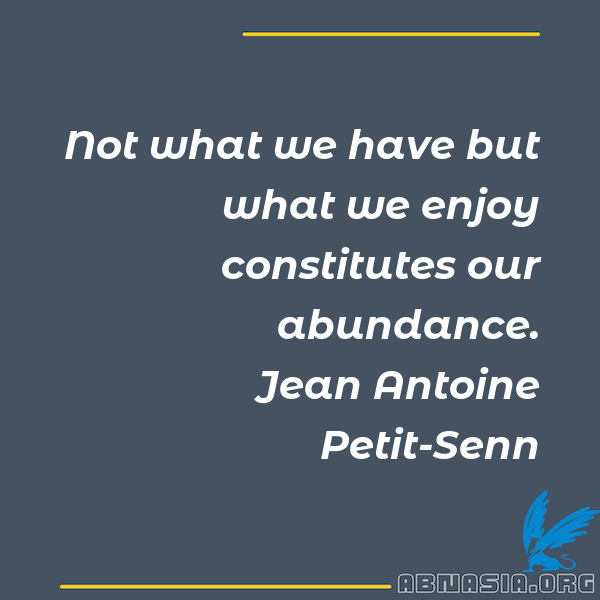 Not what we have but
what we enjoy
constitutes our
abundance.
Jean Antoine
Petit-Senn
ABNASIA.ORG